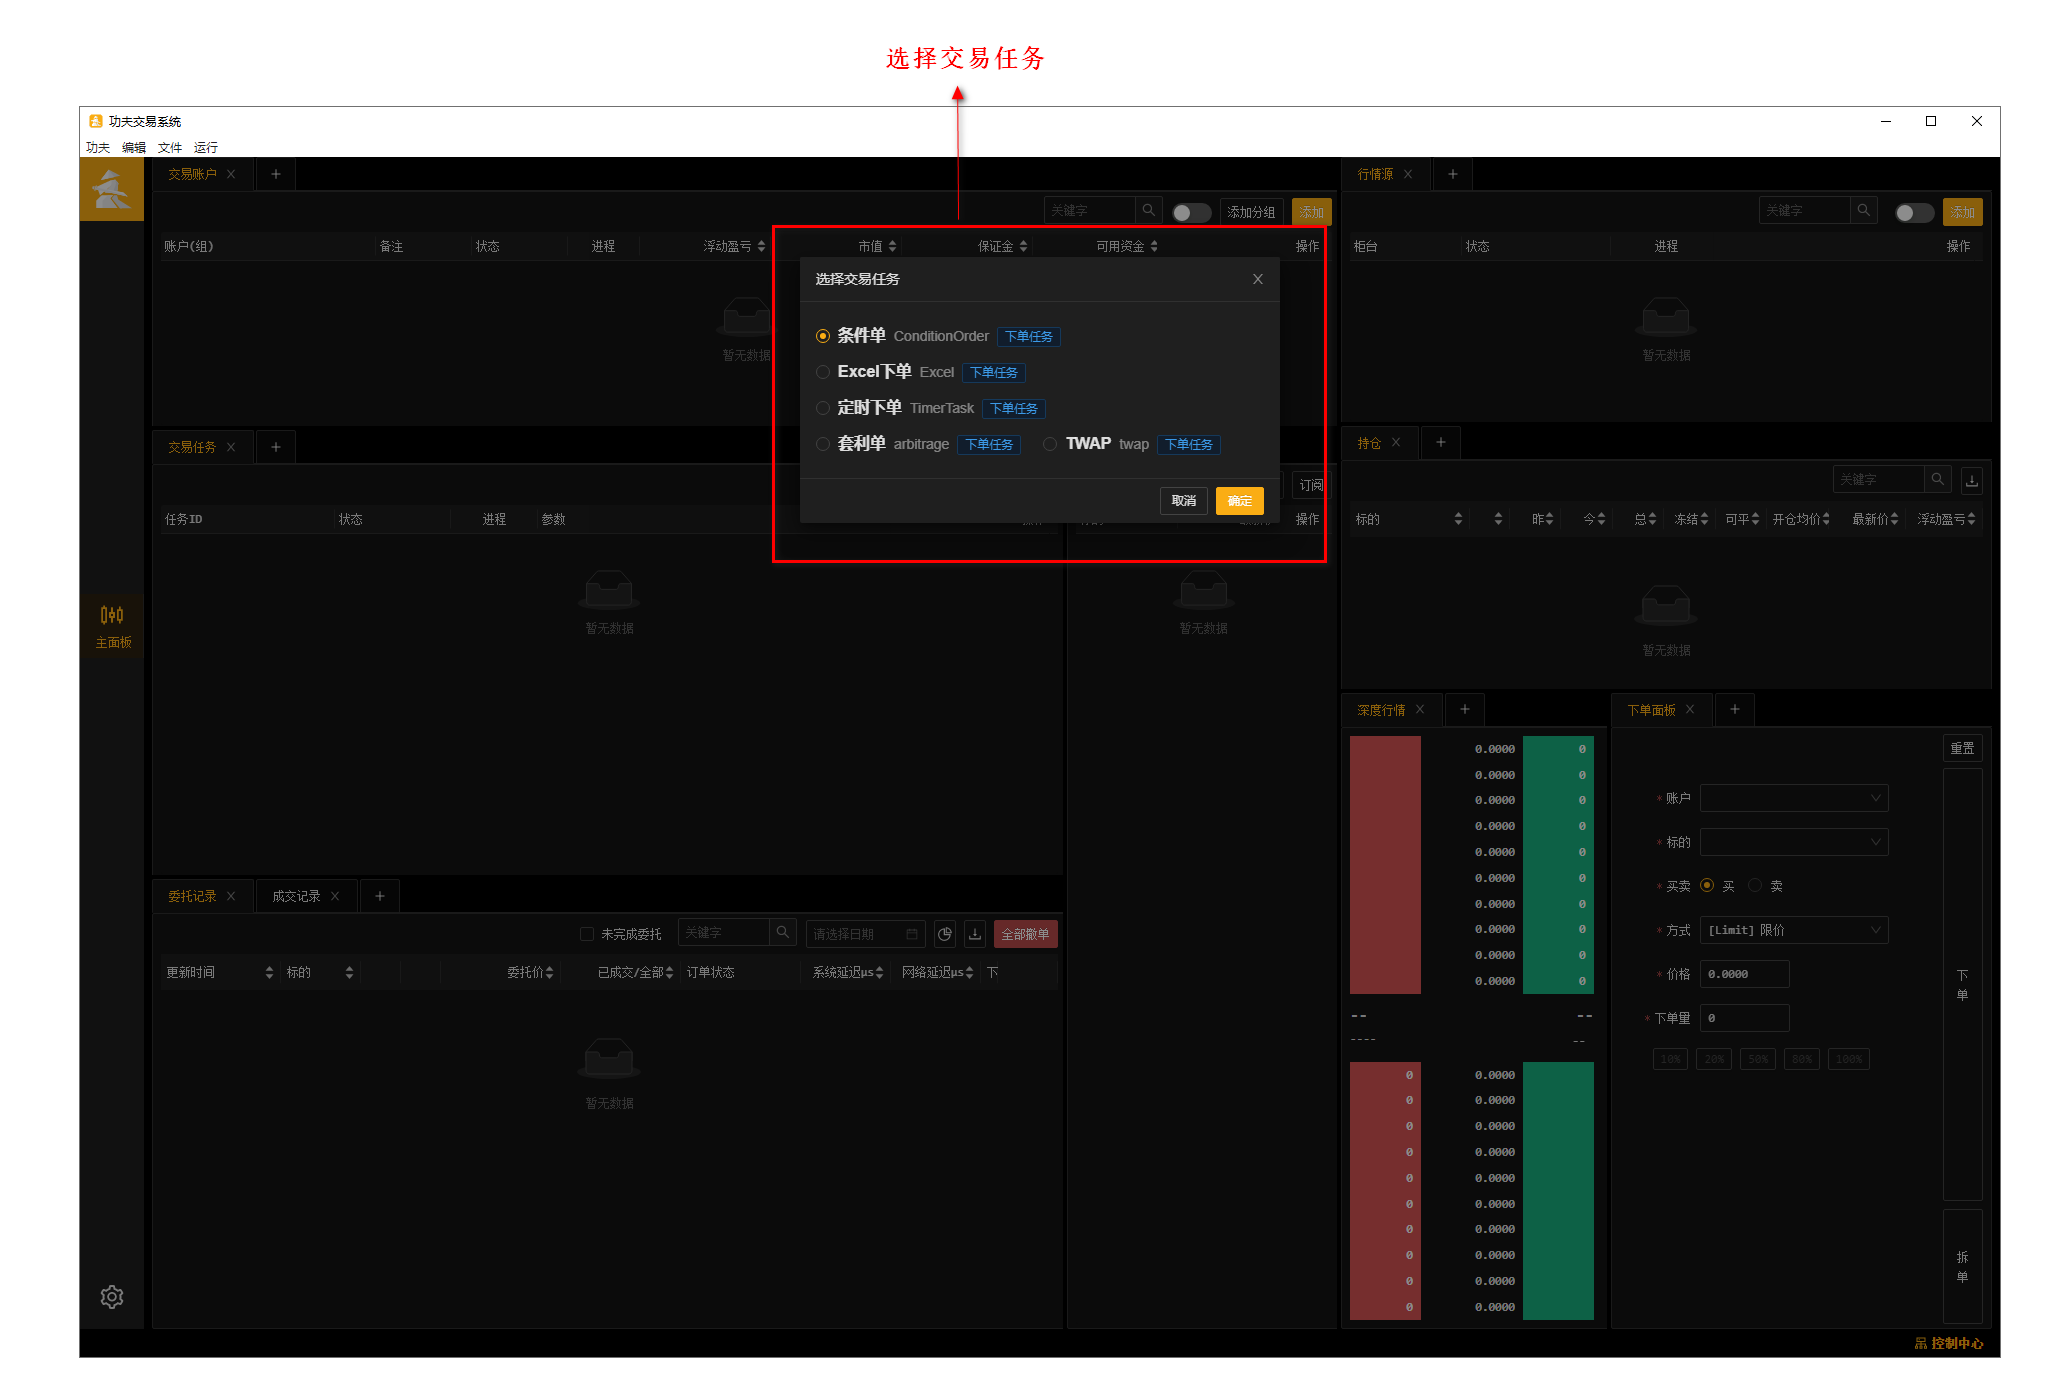 选择交易任务
功夫交易系统
功夫 编辑 文件 运行
交易账户
关键字 添加分组 添加
账户(组) 备注 状态 进程 浮动盈亏 市值 保证金 可用资金 操作
暂无数据
行情源
关键字 添加
柜台 状态 进程 操作
暂无数据
选择交易任务
条件单 ConditionOrder 下单任务
Excel下单 Excel 下单任务
定时下单 TimerTask 下单任务
套利单 arbitrage 下单任务 TWAP twap 下单任务
取消 确定
交易任务
订阅
任务ID 状态 进程 参数
操作
暂无数据
暂无数据
主面板
持仓
关键字
标的 昨 今 总 冻结 可平 开仓均价 最新价 浮动盈亏
暂无数据
委托记录 成交记录
未完成委托 关键字 请选择日期 全部撤单
更新时间 标的 委托价 已成交/全部 订单状态 系统延迟μs 网络延迟μs 下
暂无数据
深度行情
0.0000 0
0.0000 0
0.0000 0
0.0000 0
0.0000 0
0.0000 0
0.0000 0
0.0000 0
0.0000 0
0.0000 0
-- --
---- --
0 0.0000
0 0.0000
0 0.0000
0 0.0000
0 0.0000
0 0.0000
0 0.0000
0 0.0000
0 0.0000
0 0.0000
下单面板
重置
* 账户
* 标的
* 买卖 买 卖
* 方式 [Limit] 限价
* 价格 0.0000
* 下单量 0
10% 20% 50% 80% 100%
下单
拆单
控制中心